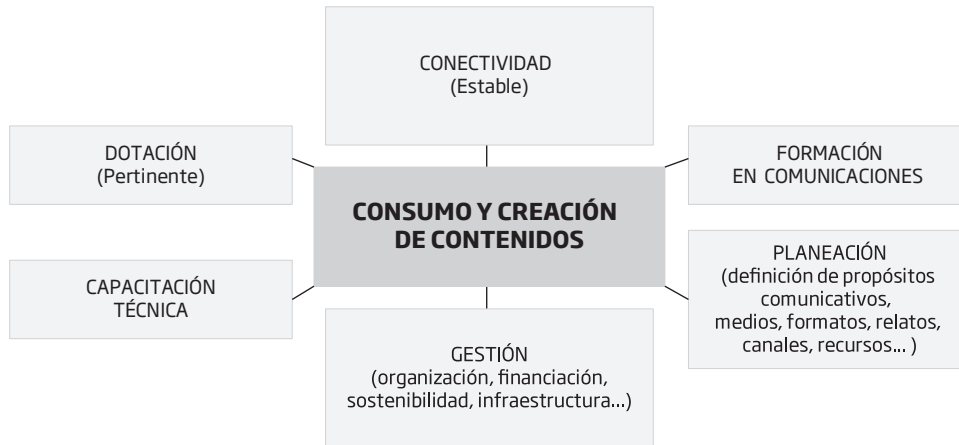 CONECTIVIDAD
(Estable)
DOTACIÓN
(Pertinente)
FORMACIÓN
EN COMUNICACIONES
CONSUMO Y CREACIÓN
DE CONTENIDOS
CAPACITACIÓN
TÉCNICA
PLANEACIÓN
(definición de propósitos
comunicativos,
medios, formatos, relatos,
canales, recursos... )
GESTIÓN
(organización, financiación,
sostenibilidad, infraestructura...)